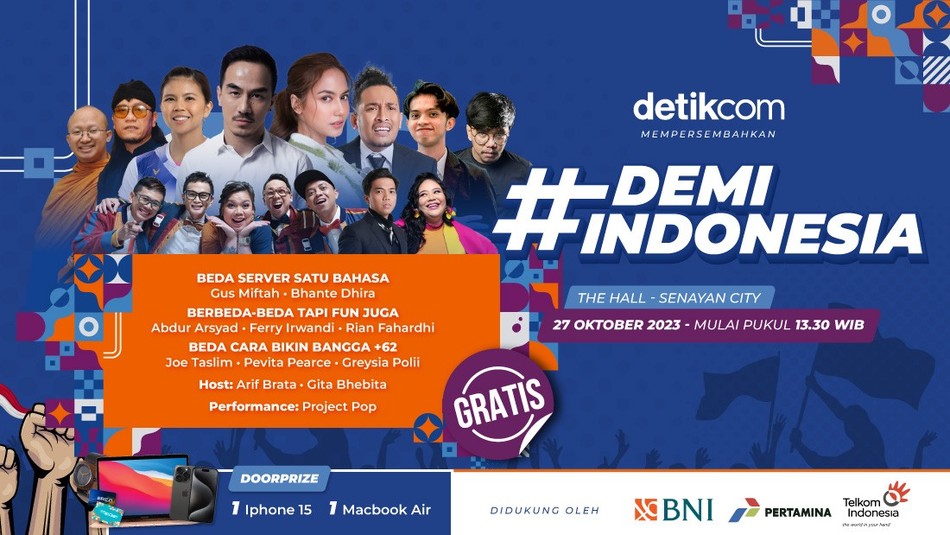 detikcom
MEMPERSEMBAHKAN
#DEMI
INDONESIA
THE HALL - SENAYAN CITY
27 OKTOBER 2023 - MULAI PUKUL 13.30 WIB
BEDA SERVER SATU BAHASA
Gus Miftah • Bhante Dhira
BERBEDA-BEDA TAPI FUN JUGA
Abdur Arsyad • Ferry Irwandi • Rian Fahardhi
BEDA CARA BIKIN BANGGA +62
Joe Taslim • Pevita Pearce • Greysia Polii
Host: Arif Brata • Gita Bhebita
Performance: Project Pop
GRATIS
DOORPRIZE
1 Iphone 15 1 Macbook Air
DIDUKUNG OLEH
BNI
PERTAMINA
Telkom
Indonesia
the world in your hand